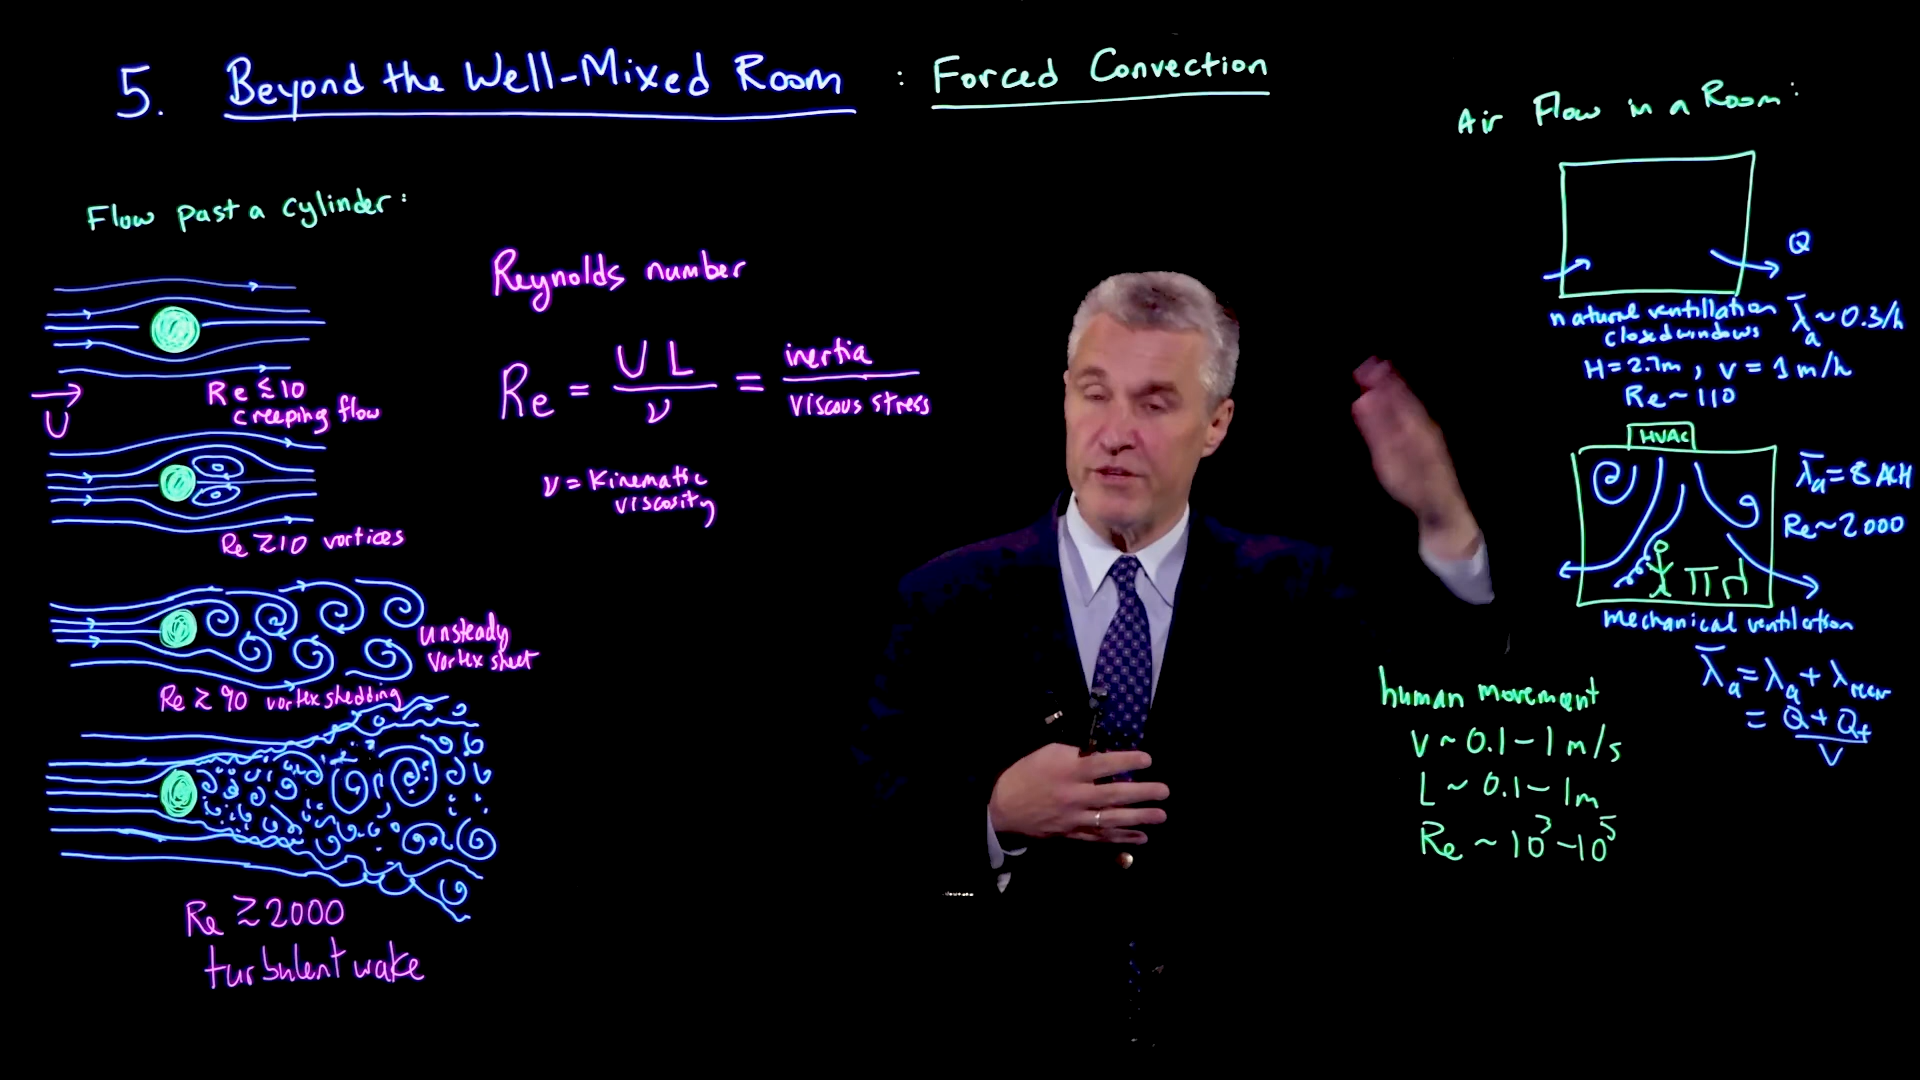 5. Beyond the Well-Mixed Room : Forced Convection
Flow past a cylinder:
U
Re ≲ 10
creeping flow
Re ≳ 10 vortices
unsteady
vortex sheet
Re ≳ 90 vortex shedding
Re ≳ 2000
turbulent wake
Reynolds number
Re = UL/ν = inertia/viscous stress
ν = Kinematic
viscosity
Air Flow in a Room:
Q
natural ventillation
closed windows
λ̄a ~ 0.3/h
H = 2.7m, v = 1 m/h
Re ~ 110
HVAC
λ̄a = 8 ACH
Re ~ 2000
mechanical ventilation
λ̄a = λa + λrecir
= Q + Qf / V
human movement
v ~ 0.1 - 1 m/s
L ~ 0.1 - 1m
Re ~ 10³ - 10⁵